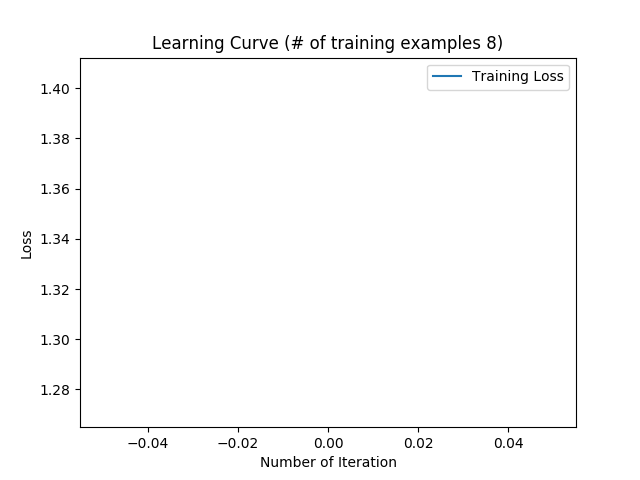 Learning Curve (# of training examples 8)
Training Loss
1.40
1.38
1.36
1.34
1.32
1.30
1.28
Loss
−0.04 −0.02 0.00 0.02 0.04
Number of Iteration